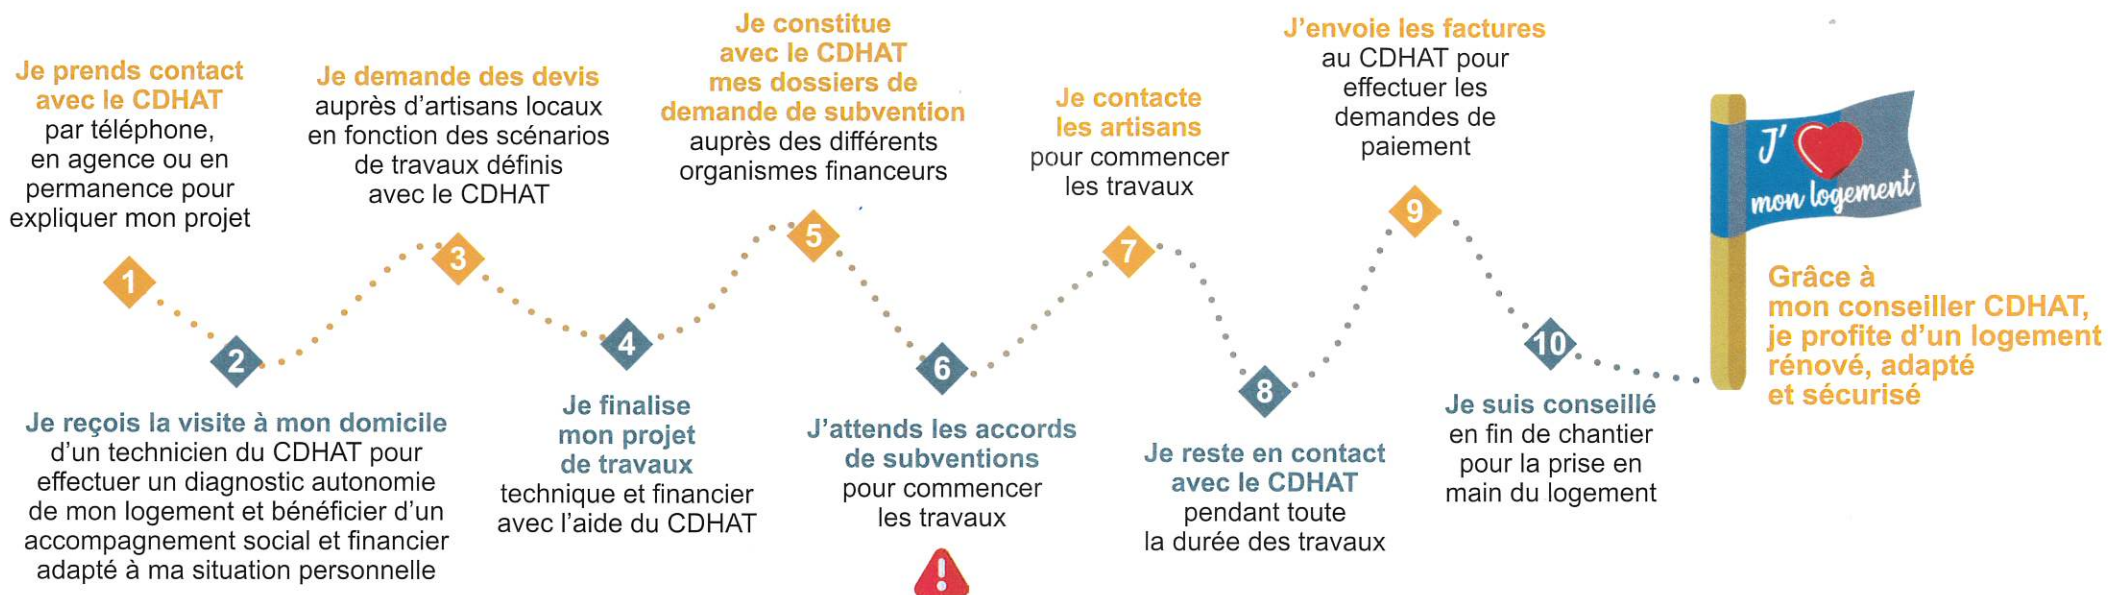 Je prends contact
avec le CDHAT
par téléphone,
en agence ou en
permanence pour
expliquer mon projet
1
2
Je reçois la visite à mon domicile
d'un technicien du CDHAT pour
effectuer un diagnostic autonomie
de mon logement et bénéficier d'un
accompagnement social et financier
adapté à ma situation personnelle
Je demande des devis
auprès d'artisans locaux
en fonction des scénarios
de travaux définis
avec le CDHAT
3
4
Je finalise
mon projet
de travaux
technique et financier
avec l'aide du CDHAT
Je constitue
avec le CDHAT
mes dossiers de
demande de subvention
auprès des différents
organismes financeurs
5
6
J'attends les accords
de subventions
pour commencer
les travaux
!
Je contacte
les artisans
pour commencer
les travaux
7
8
Je reste en contact
avec le CDHAT
pendant toute
la durée des travaux
J'envoie les factures
au CDHAT pour
effectuer les
demandes de
paiement
9
10
Je suis conseillé
en fin de chantier
pour la prise en
main du logement
J'
mon logement
Grâce à
mon conseiller CDHAT,
je profite d'un logement
rénové, adapté
et sécurisé